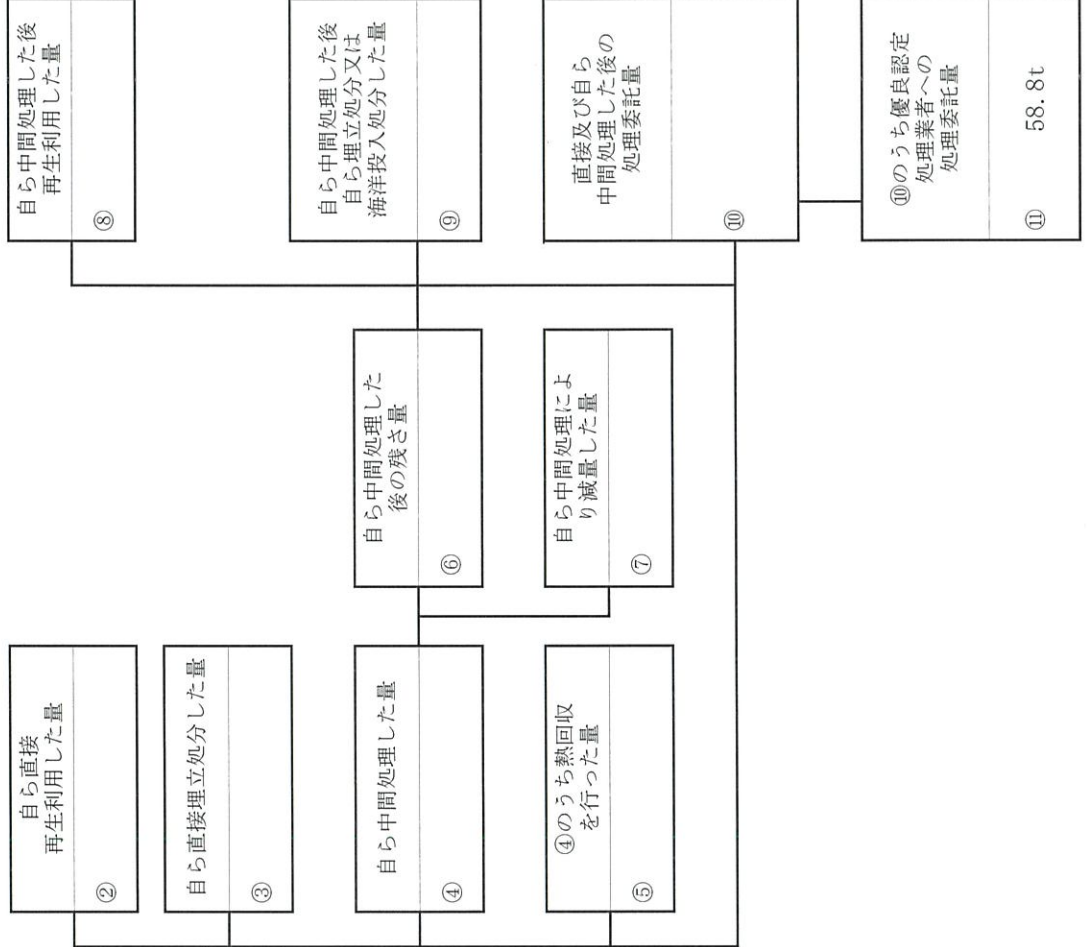 自ら直接
再生利用した量
②
自ら直接埋立処分した量
③
自ら中間処理した量
④
④のうち熱回収
を行った量
⑤
自ら中間処理した
後の残さ量
⑥
自ら中間処理によ
り減量した量
⑦
自ら中間処理した後
再生利用した量
⑧
自ら中間処理した後
自ら埋立処分又は
海洋投入処分した量
⑨
直接及び自ら
中間処理した後の
処理委託量
⑩
⑩のうち優良認定
処理業者への
処理委託量
⑪
58.8t